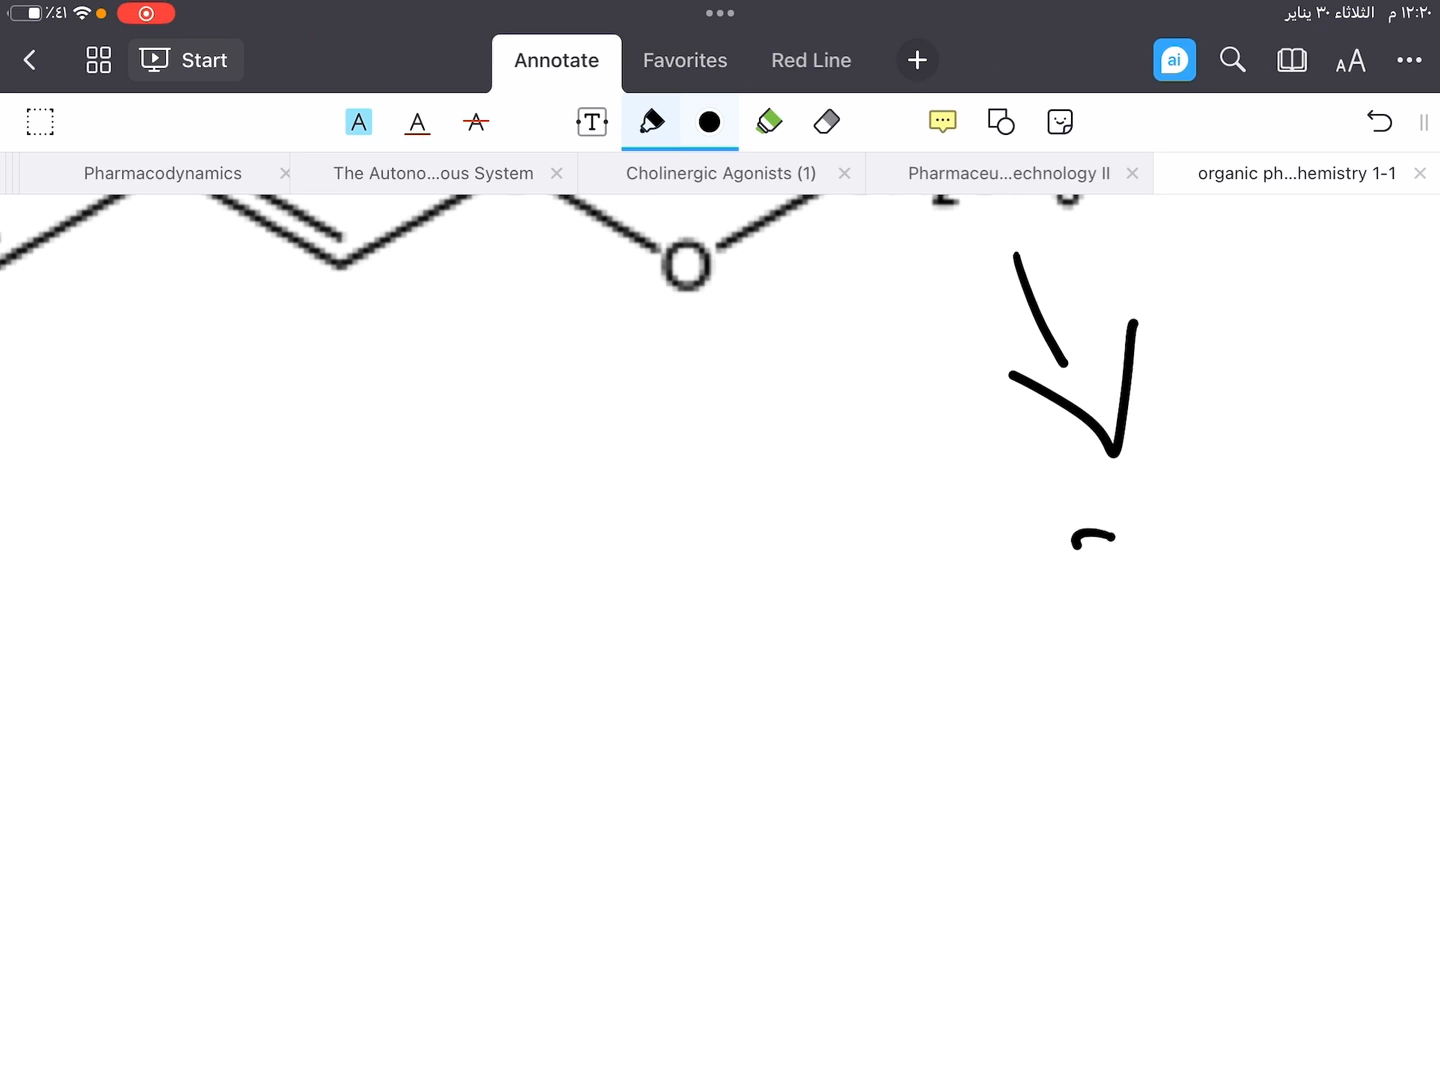 ٪٤١ ١٢:٢٠ م الثلاثاء ٣٠ يناير
Start Annotate Favorites Red Line ai AA
A A A T
Pharmacodynamics The Autono...ous System Cholinergic Agonists (1) Pharmaceu...echnology II organic ph...hemistry 1-1
O